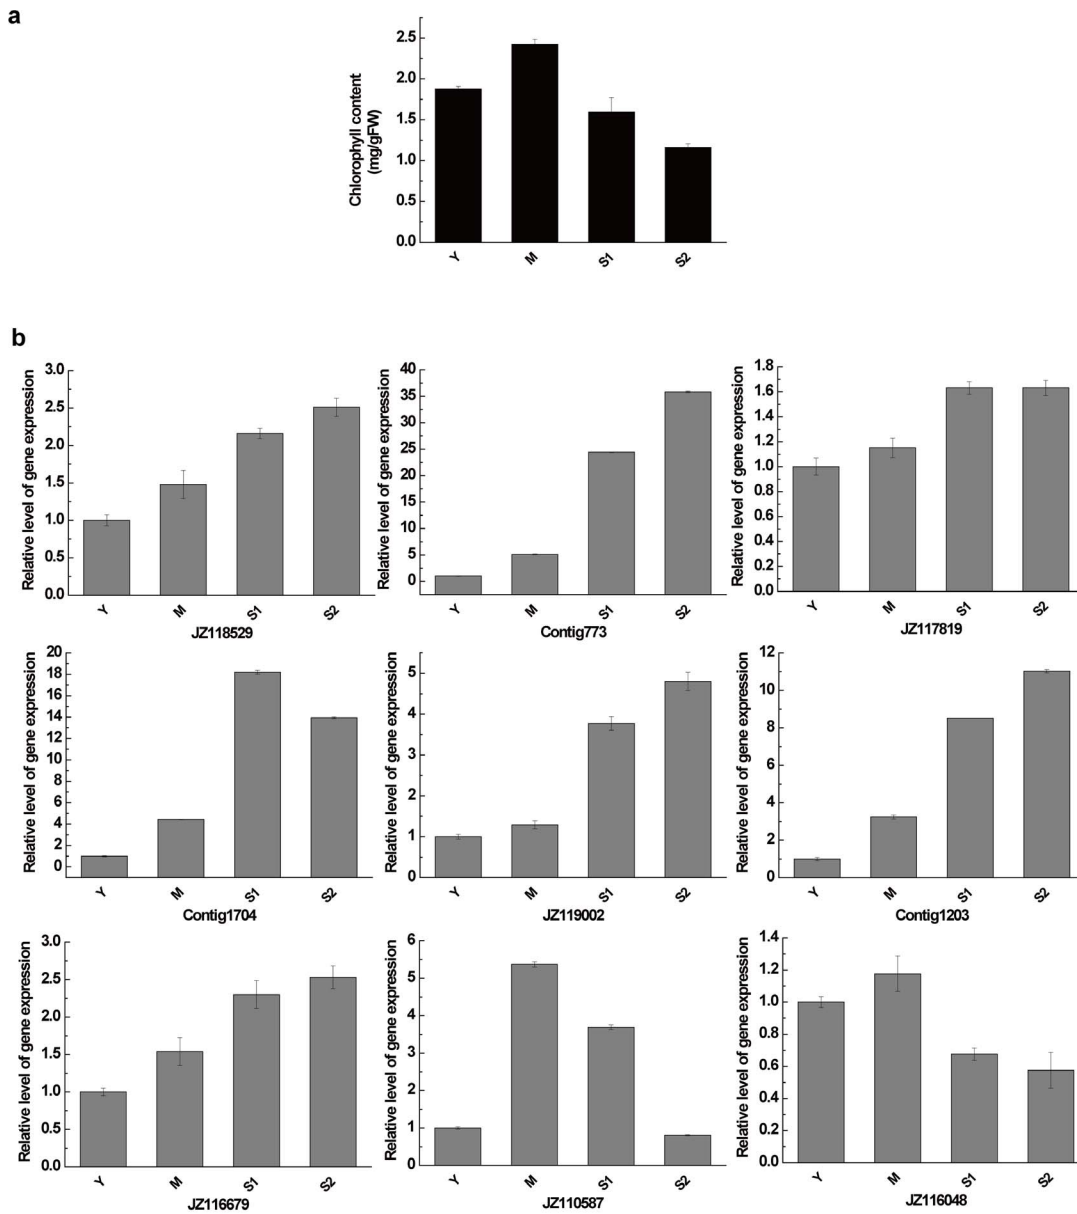 a
Chlorophyll content
(mg/gFW)
2.5
2.0
1.5
1.0
0.5
0.0
Y M S1 S2
b
Relative level of gene expression
3.0
2.5
2.0
1.5
1.0
0.5
0.0
Y M S1 S2
JZ118529
Relative level of gene expression
40
35
30
25
20
15
10
5
0
Y M S1 S2
Contig773
Relative level of gene expression
1.8
1.6
1.4
1.2
1.0
0.8
0.6
0.4
0.2
0.0
Y M S1 S2
JZ117819
Relative level of gene expression
20
18
16
14
12
10
8
6
4
2
0
Y M S1 S2
Contig1704
Relative level of gene expression
5
4
3
2
1
0
Y M S1 S2
JZ119002
Relative level of gene expression
12
10
8
6
4
2
0
Y M S1 S2
Contig1203
Relative level of gene expression
3.0
2.5
2.0
1.5
1.0
0.5
0.0
Y M S1 S2
JZ116679
Relative level of gene expression
6
5
4
3
2
1
0
Y M S1 S2
JZ110587
Relative level of gene expression
1.4
1.2
1.0
0.8
0.6
0.4
0.2
0.0
Y M S1 S2
JZ116048